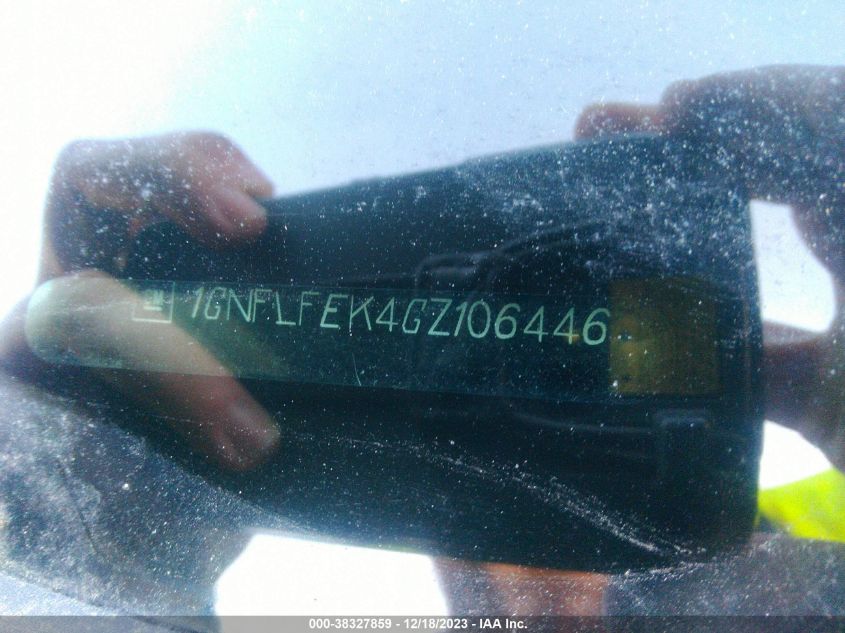 1GNFLFEK4GZ106446
000-38327859 - 12/18/2023 - IAA Inc.